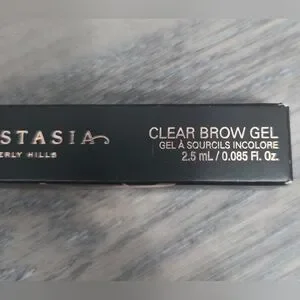 STASIA
ERLY HILLS
CLEAR BROW GEL
GEL À SOURCILS INCOLORE
2.5 mL / 0.085 Fl. Oz.